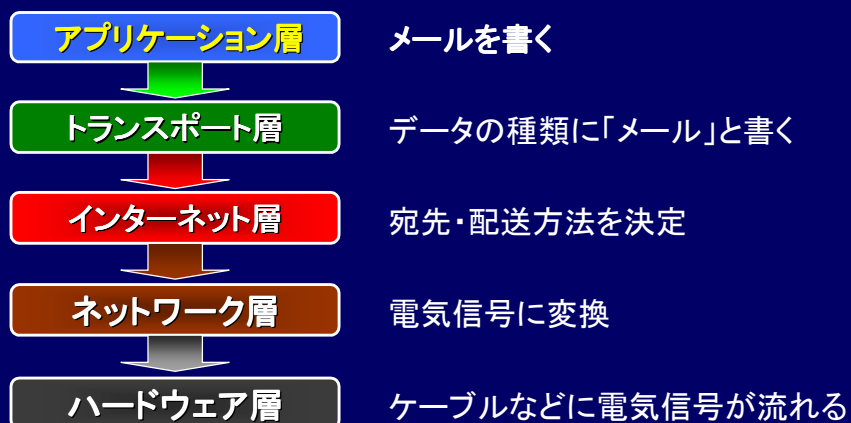 アプリケーション層 メールを書く
トランスポート層 データの種類に「メール」と書く
インターネット層 宛先・配送方法を決定
ネットワーク層 電気信号に変換
ハードウェア層 ケーブルなどに電気信号が流れる